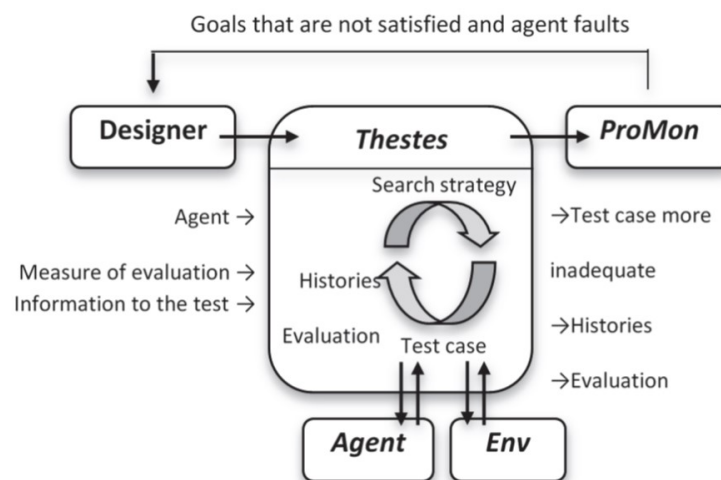 Goals that are not satisfied and agent faults
Designer
Thestes
ProMon
Search strategy
Agent →
Measure of evaluation →
Information to the test →
Histories
Evaluation
Test case
→Test case more
inadequate
→Histories
→Evaluation
Agent
Env